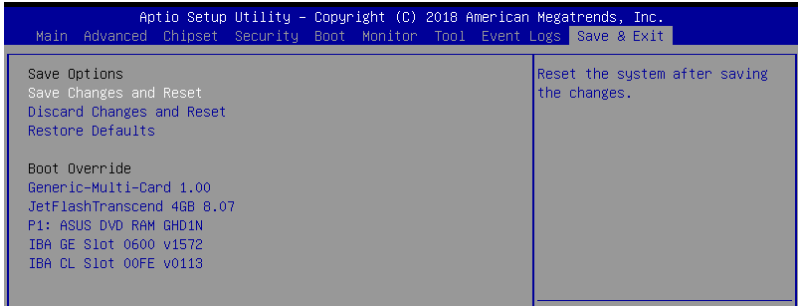 Aptio Setup Utility – Copyright (C) 2018 American Megatrends, Inc.
Main Advanced Chipset Security Boot Monitor Tool Event Logs Save & Exit
Save Options
Save Changes and Reset
Discard Changes and Reset
Restore Defaults
Boot Override
Generic-Multi-Card 1.00
JetFlashTranscend 4GB 8.07
P1: ASUS DVD RAM GHD1N
IBA GE Slot 0600 v1572
IBA CL Slot 00FE v0113
Reset the system after saving
the changes.